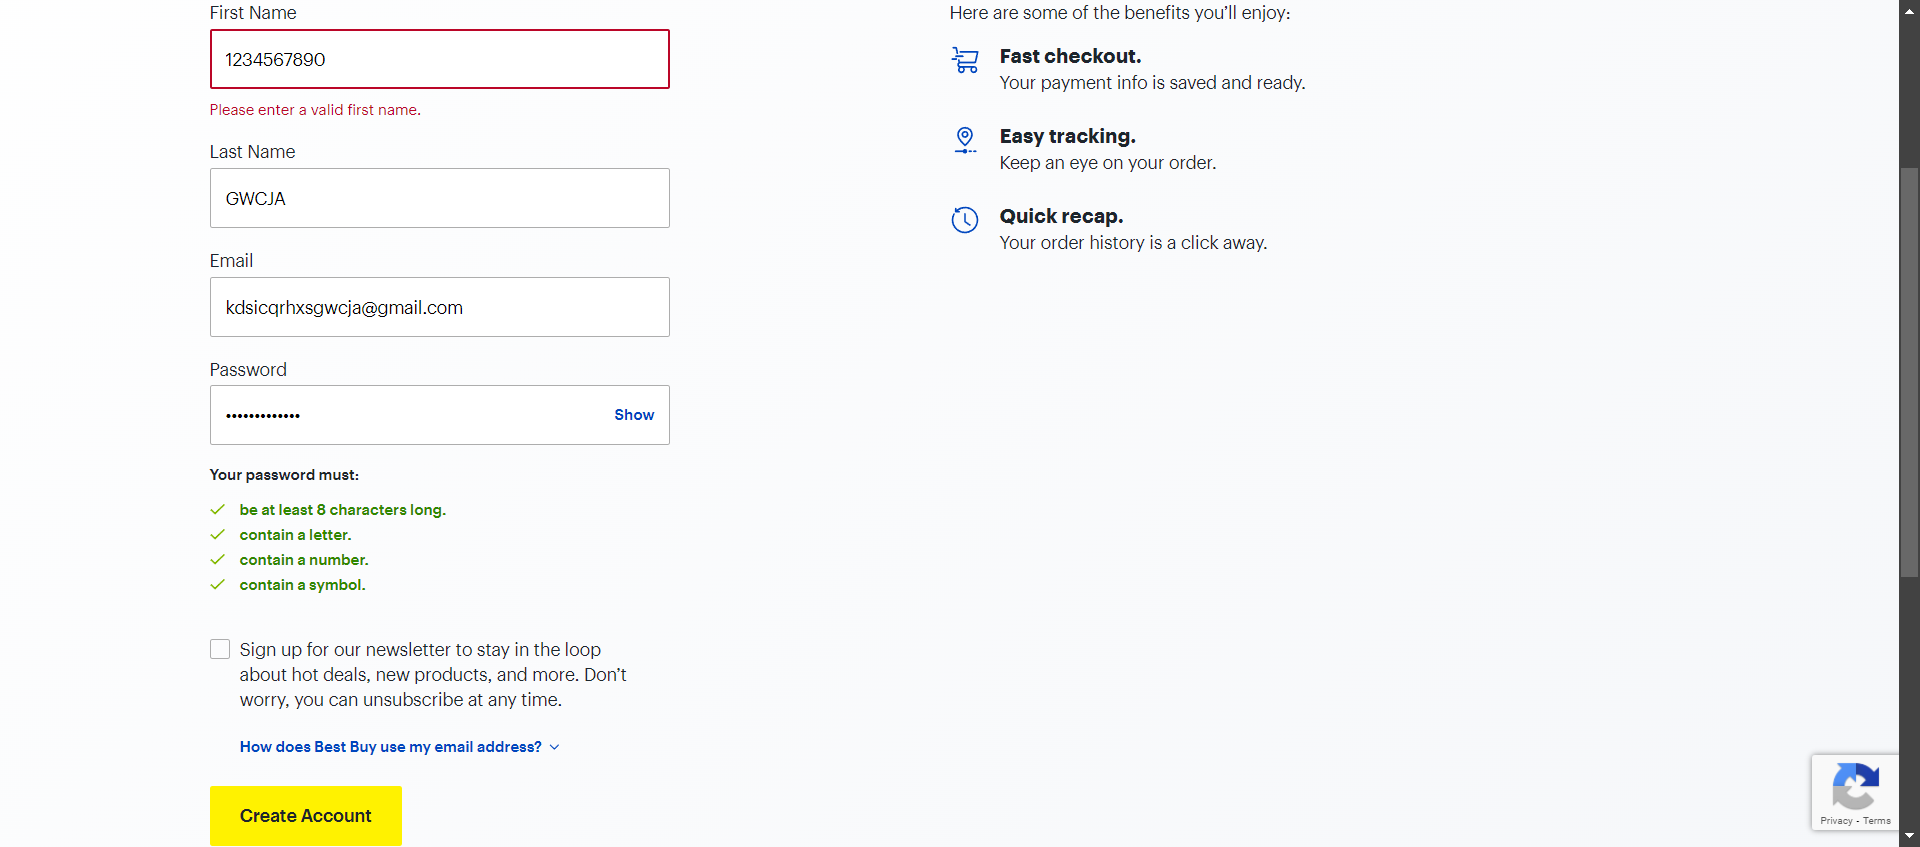 First Name
1234567890
Please enter a valid first name.
Last Name
GWCJA
Email
kdsicqrhxsgwcja@gmail.com
Password
•••••••••••••
Show
Your password must:
be at least 8 characters long.
contain a letter.
contain a number.
contain a symbol.
Sign up for our newsletter to stay in the loop
about hot deals, new products, and more. Don’t
worry, you can unsubscribe at any time.
How does Best Buy use my email address?
Create Account
Here are some of the benefits you’ll enjoy:
Fast checkout.
Your payment info is saved and ready.
Easy tracking.
Keep an eye on your order.
Quick recap.
Your order history is a click away.
Privacy - Terms